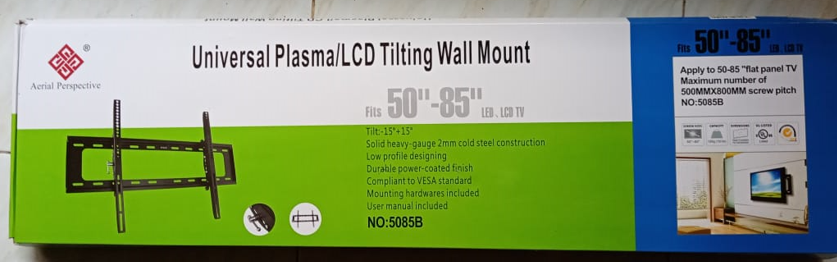 Universal Plasma/LCD Tilting Wall Mount
®
Aerial Perspective
Fits 50"-85" LED、LCD TV
Tilt:-15°+15°
Solid heavy-gauge 2mm cold steel construction
Low profile designing
Durable power-coated finish
Compliant to VESA standard
Mounting hardwares included
User manual included
NO:5085B
Fits 50"-85" LED、LCD TV
Apply to 50-85 "flat panel TV
Maximum number of
500MMX800MM screw pitch
NO:5085B